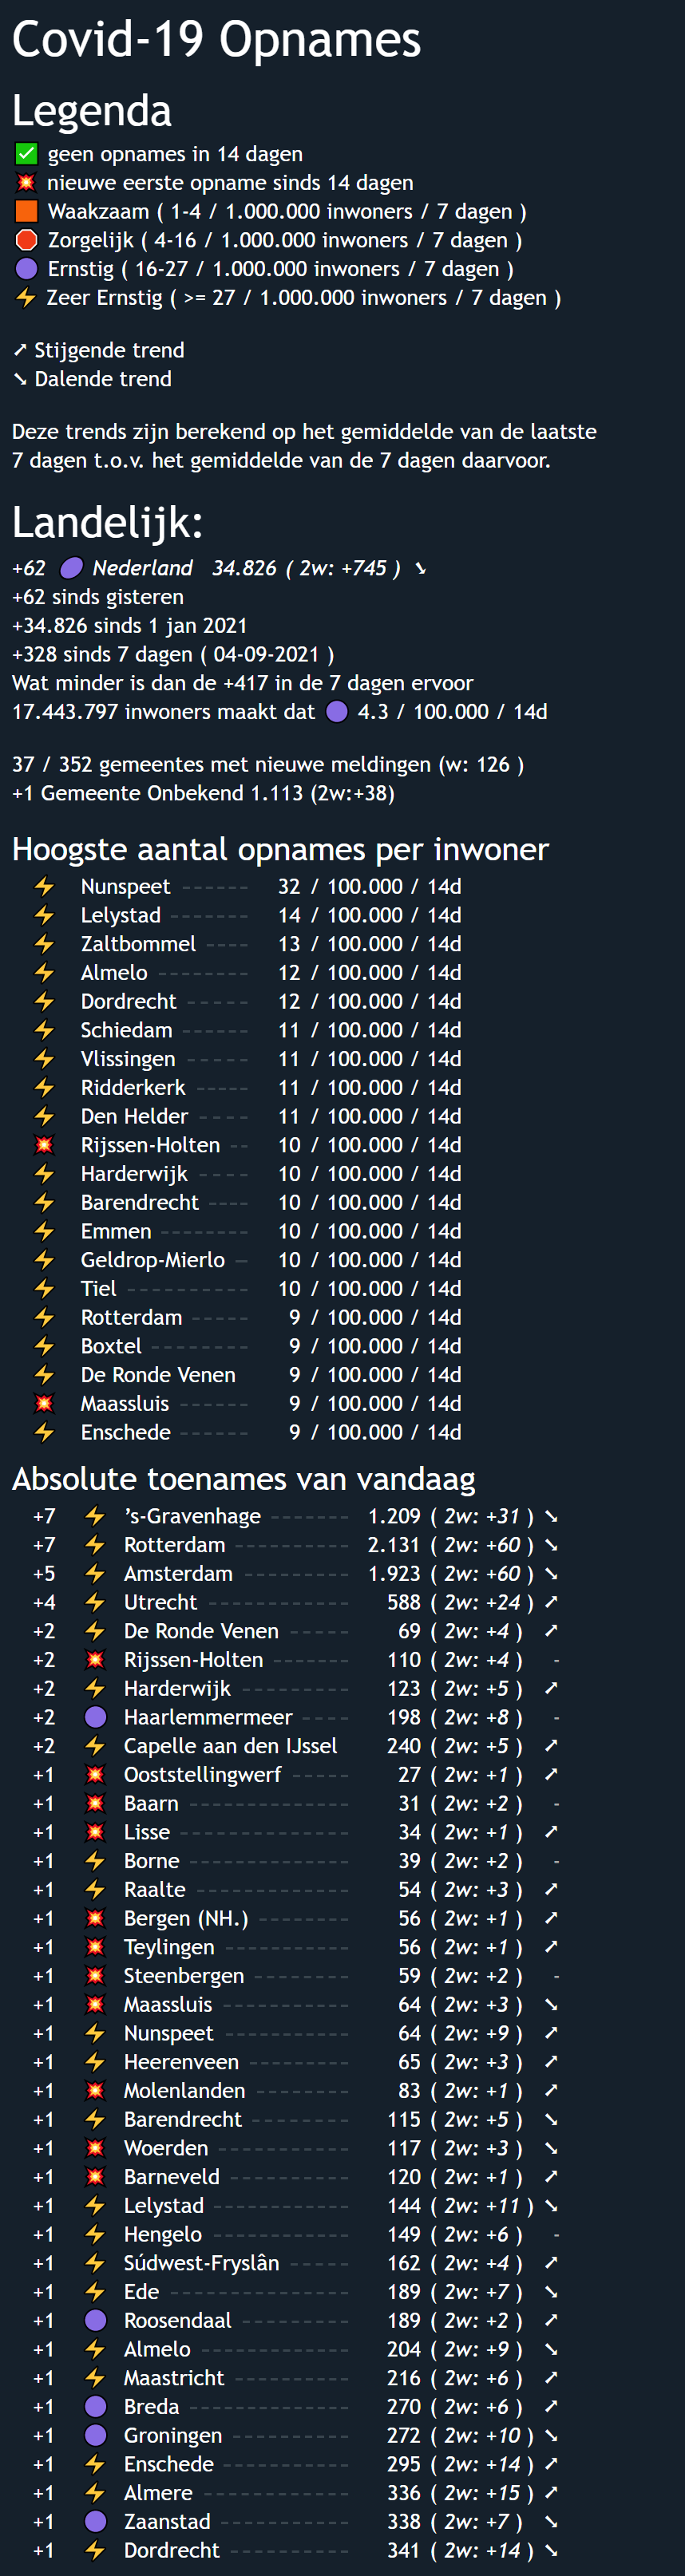 Covid-19 Opnames
Legenda
✅ geen opnames in 14 dagen
💥 nieuwe eerste opname sinds 14 dagen
🟧 Waakzaam ( 1-4 / 1.000.000 inwoners / 7 dagen )
🛑 Zorgelijk ( 4-16 / 1.000.000 inwoners / 7 dagen )
🟣 Ernstig ( 16-27 / 1.000.000 inwoners / 7 dagen )
⚡ Zeer Ernstig ( >= 27 / 1.000.000 inwoners / 7 dagen )
➚ Stijgende trend
➘ Dalende trend
Deze trends zijn berekend op het gemiddelde van de laatste
7 dagen t.o.v. het gemiddelde van de 7 dagen daarvoor.
Landelijk:
+62 🟣 Nederland 34.826 ( 2w: +745 ) ➘
+62 sinds gisteren
+34.826 sinds 1 jan 2021
+328 sinds 7 dagen ( 04-09-2021 )
Wat minder is dan de +417 in de 7 dagen ervoor
17.443.797 inwoners maakt dat 🟣 4.3 / 100.000 / 14d
37 / 352 gemeentes met nieuwe meldingen (w: 126 )
+1 Gemeente Onbekend 1.113 (2w:+38)
Hoogste aantal opnames per inwoner
⚡ Nunspeet ------ 32 / 100.000 / 14d
⚡ Lelystad ------- 14 / 100.000 / 14d
⚡ Zaltbommel ---- 13 / 100.000 / 14d
⚡ Almelo -------- 12 / 100.000 / 14d
⚡ Dordrecht ----- 12 / 100.000 / 14d
⚡ Schiedam ------ 11 / 100.000 / 14d
⚡ Vlissingen ----- 11 / 100.000 / 14d
⚡ Ridderkerk ----- 11 / 100.000 / 14d
⚡ Den Helder ---- 11 / 100.000 / 14d
💥 Rijssen-Holten -- 10 / 100.000 / 14d
⚡ Harderwijk ---- 10 / 100.000 / 14d
⚡ Barendrecht ---- 10 / 100.000 / 14d
⚡ Emmen -------- 10 / 100.000 / 14d
⚡ Geldrop-Mierlo - 10 / 100.000 / 14d
⚡ Tiel ---------- 10 / 100.000 / 14d
⚡ Rotterdam ----- 9 / 100.000 / 14d
⚡ Boxtel -------- 9 / 100.000 / 14d
⚡ De Ronde Venen 9 / 100.000 / 14d
💥 Maassluis ------ 9 / 100.000 / 14d
⚡ Enschede ------ 9 / 100.000 / 14d
Absolute toenames van vandaag
+7 ⚡ 's-Gravenhage ------- 1.209 ( 2w: +31 ) ➘
+7 ⚡ Rotterdam ---------- 2.131 ( 2w: +60 ) ➘
+5 ⚡ Amsterdam --------- 1.923 ( 2w: +60 ) ➘
+4 ⚡ Utrecht ------------ 588 ( 2w: +24 ) ➚
+2 ⚡ De Ronde Venen ----- 69 ( 2w: +4 ) ➚
+2 💥 Rijssen-Holten ------- 110 ( 2w: +4 ) -
+2 ⚡ Harderwijk --------- 123 ( 2w: +5 ) ➚
+2 🟣 Haarlemmermeer ---- 198 ( 2w: +8 ) -
+2 ⚡ Capelle aan den IJssel 240 ( 2w: +5 ) ➚
+1 💥 Ooststellingwerf ----- 27 ( 2w: +1 ) ➚
+1 💥 Baarn -------------- 31 ( 2w: +2 ) -
+1 💥 Lisse --------------- 34 ( 2w: +1 ) ➚
+1 ⚡ Borne -------------- 39 ( 2w: +2 ) -
+1 ⚡ Raalte ------------- 54 ( 2w: +3 ) ➚
+1 💥 Bergen (NH.) -------- 56 ( 2w: +1 ) ➚
+1 💥 Teylingen ----------- 56 ( 2w: +1 ) ➚
+1 💥 Steenbergen --------- 59 ( 2w: +2 ) -
+1 💥 Maassluis ----------- 64 ( 2w: +3 ) ➘
+1 ⚡ Nunspeet ----------- 64 ( 2w: +9 ) ➚
+1 ⚡ Heerenveen --------- 65 ( 2w: +3 ) ➚
+1 💥 Molenlanden -------- 83 ( 2w: +1 ) ➚
+1 ⚡ Barendrecht -------- 115 ( 2w: +5 ) ➘
+1 💥 Woerden ----------- 117 ( 2w: +3 ) ➘
+1 💥 Barneveld ---------- 120 ( 2w: +1 ) ➚
+1 ⚡ Lelystad ----------- 144 ( 2w: +11 ) ➘
+1 ⚡ Hengelo ------------ 149 ( 2w: +6 ) -
+1 ⚡ Súdwest-Fryslân ----- 162 ( 2w: +4 ) ➚
+1 ⚡ Ede --------------- 189 ( 2w: +7 ) ➘
+1 🟣 Roosendaal --------- 189 ( 2w: +2 ) ➚
+1 ⚡ Almelo ------------- 204 ( 2w: +9 ) ➘
+1 ⚡ Maastricht ---------- 216 ( 2w: +6 ) ➚
+1 🟣 Breda -------------- 270 ( 2w: +6 ) ➚
+1 🟣 Groningen ---------- 272 ( 2w: +10 ) ➘
+1 ⚡ Enschede ----------- 295 ( 2w: +14 ) ➚
+1 ⚡ Almere ------------- 336 ( 2w: +15 ) ➚
+1 🟣 Zaanstad ----------- 338 ( 2w: +7 ) ➘
+1 ⚡ Dordrecht ---------- 341 ( 2w: +14 ) ➘